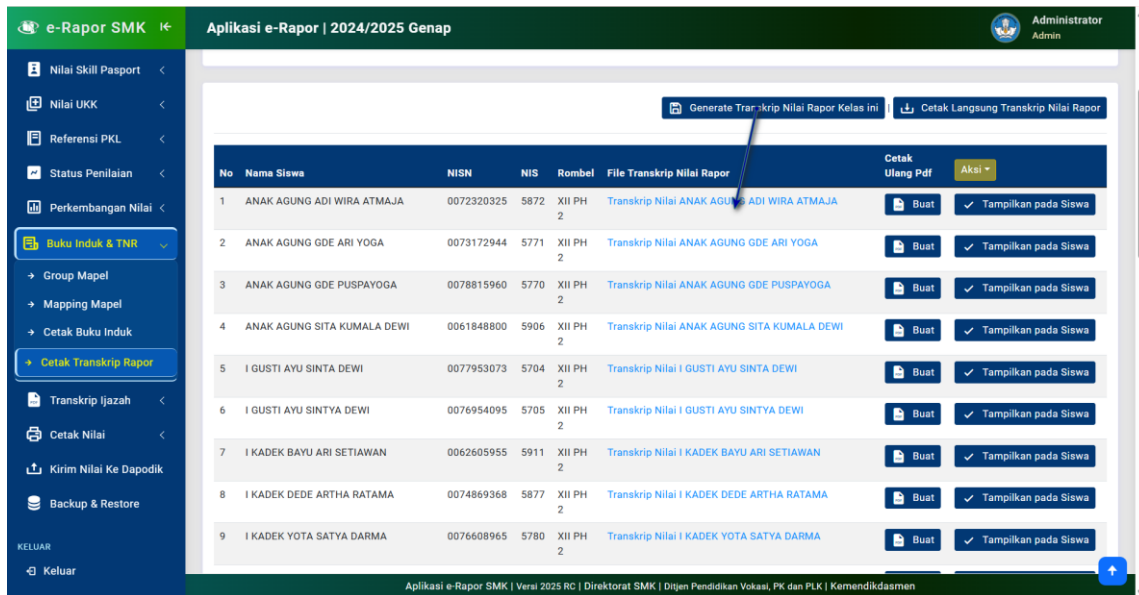 e-Rapor SMK
Aplikasi e-Rapor | 2024/2025 Genap
Administrator
Admin
Nilai Skill Pasport
Nilai UKK
Referensi PKL
Status Penilaian
Perkembangan Nilai
Buku Induk & TNR
Group Mapel
Mapping Mapel
Cetak Buku Induk
Cetak Transkrip Rapor
Transkrip Ijazah
Cetak Nilai
Kirim Nilai Ke Dapodik
Backup & Restore
KELUAR
Keluar
Generate Transkrip Nilai Rapor Kelas ini | Cetak Langsung Transkrip Nilai Rapor
No Nama Siswa NISN NIS Rombel File Transkrip Nilai Rapor Cetak Ulang Pdf Aksi
1 ANAK AGUNG ADI WIRA ATMAJA 0072320325 5872 XII PH 2 Transkrip Nilai ANAK AGUNG ADI WIRA ATMAJA Buat Tampilkan pada Siswa
2 ANAK AGUNG GDE ARI YOGA 0073172944 5771 XII PH 2 Transkrip Nilai ANAK AGUNG GDE ARI YOGA Buat Tampilkan pada Siswa
3 ANAK AGUNG GDE PUSPAYOGA 0078815960 5770 XII PH 2 Transkrip Nilai ANAK AGUNG GDE PUSPAYOGA Buat Tampilkan pada Siswa
4 ANAK AGUNG SITA KUMALA DEWI 0061848800 5906 XII PH 2 Transkrip Nilai ANAK AGUNG SITA KUMALA DEWI Buat Tampilkan pada Siswa
5 I GUSTI AYU SINTA DEWI 0077953073 5704 XII PH 2 Transkrip Nilai I GUSTI AYU SINTA DEWI Buat Tampilkan pada Siswa
6 I GUSTI AYU SINTYA DEWI 0076954095 5705 XII PH 2 Transkrip Nilai I GUSTI AYU SINTYA DEWI Buat Tampilkan pada Siswa
7 I KADEK BAYU ARI SETIAWAN 0062605955 5911 XII PH 2 Transkrip Nilai I KADEK BAYU ARI SETIAWAN Buat Tampilkan pada Siswa
8 I KADEK DEDE ARTHA RATAMA 0074869368 5877 XII PH 2 Transkrip Nilai I KADEK DEDE ARTHA RATAMA Buat Tampilkan pada Siswa
9 I KADEK YOTA SATYA DARMA 0076608965 5780 XII PH 2 Transkrip Nilai I KADEK YOTA SATYA DARMA Buat Tampilkan pada Siswa
Aplikasi e-Rapor SMK | Versi 2025 RC | Direktorat SMK | Ditjen Pendidikan Vokasi, PK dan PLK | Kemendikdasmen